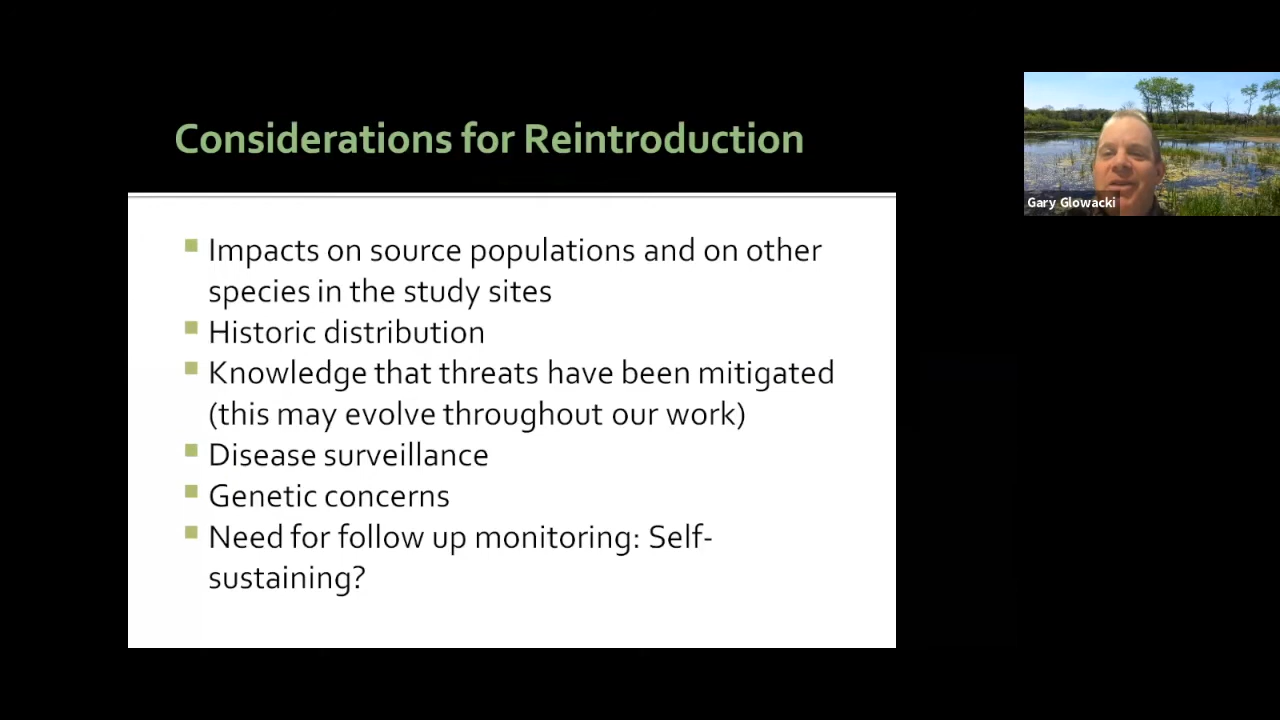 Considerations for Reintroduction
Impacts on source populations and on other
species in the study sites
Historic distribution
Knowledge that threats have been mitigated
(this may evolve throughout our work)
Disease surveillance
Genetic concerns
Need for follow up monitoring: Self-
sustaining?
Gary Glowacki